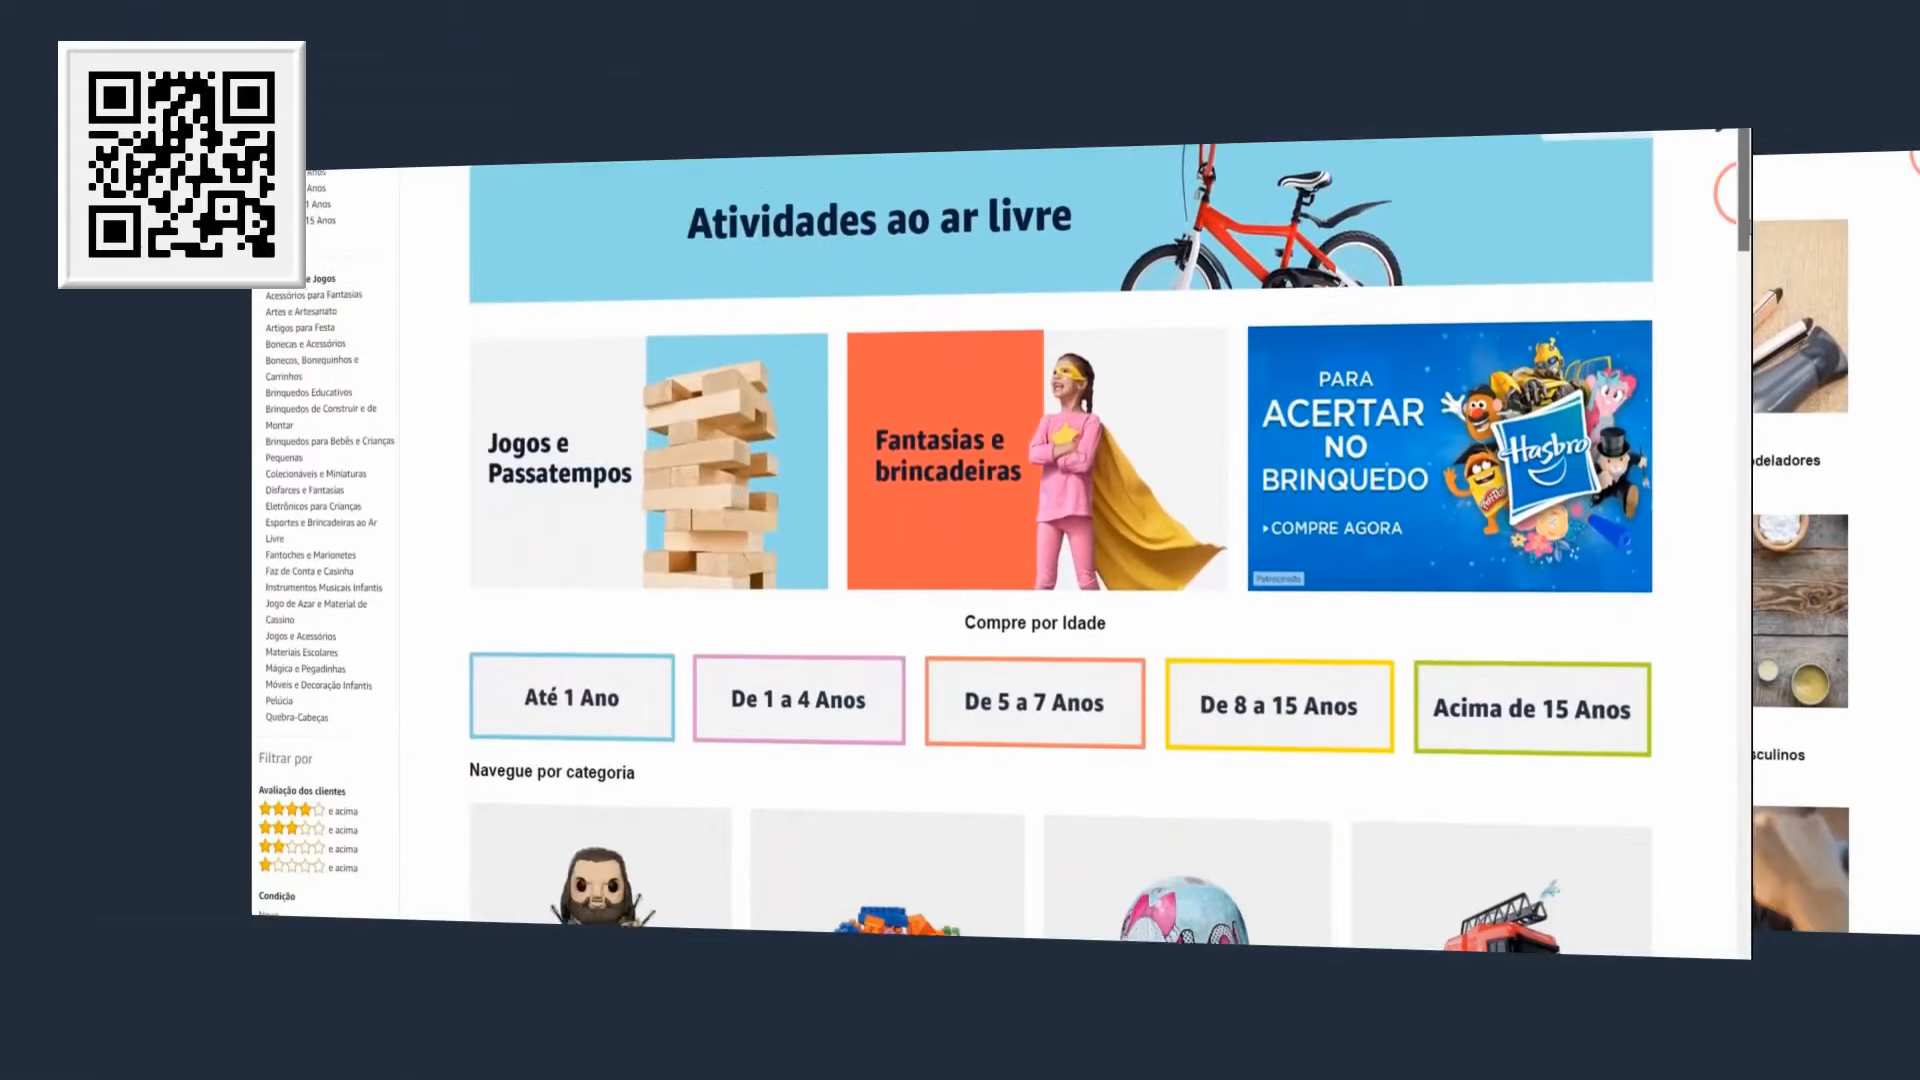 Anos
Anos
1 Anos
15 Anos
e Jogos
Acessórios para Fantasias
Artes e Artesanato
Artigos para Festa
Bonecas e Acessórios
Bonecos, Bonequinhos e
Carrinhos
Brinquedos Educativos
Brinquedos de Construir e de
Montar
Brinquedos para Bebês e Crianças
Pequenas
Colecionáveis e Miniaturas
Disfarces e Fantasias
Eletrônicos para Crianças
Esportes e Brincadeiras ao Ar
Livre
Fantoches e Marionetes
Faz de Conta e Casinha
Instrumentos Musicais Infantis
Jogo de Azar e Material de
Cassino
Jogos e Acessórios
Materiais Escolares
Mágica e Pegadinhas
Móveis e Decoração Infantis
Pelúcia
Quebra-Cabeças
Filtrar por
Avaliação dos clientes
e acima
e acima
e acima
e acima
Condição
Atividades ao ar livre
Jogos e
Passatempos
Fantasias e
brincadeiras
PARA
ACERTAR
NO
BRINQUEDO
COMPRE AGORA
Hasbro
Play-Doh
Patrocinado
Compre por Idade
Até 1 Ano
De 1 a 4 Anos
De 5 a 7 Anos
De 8 a 15 Anos
Acima de 15 Anos
Navegue por categoria
odeladores
sculinos